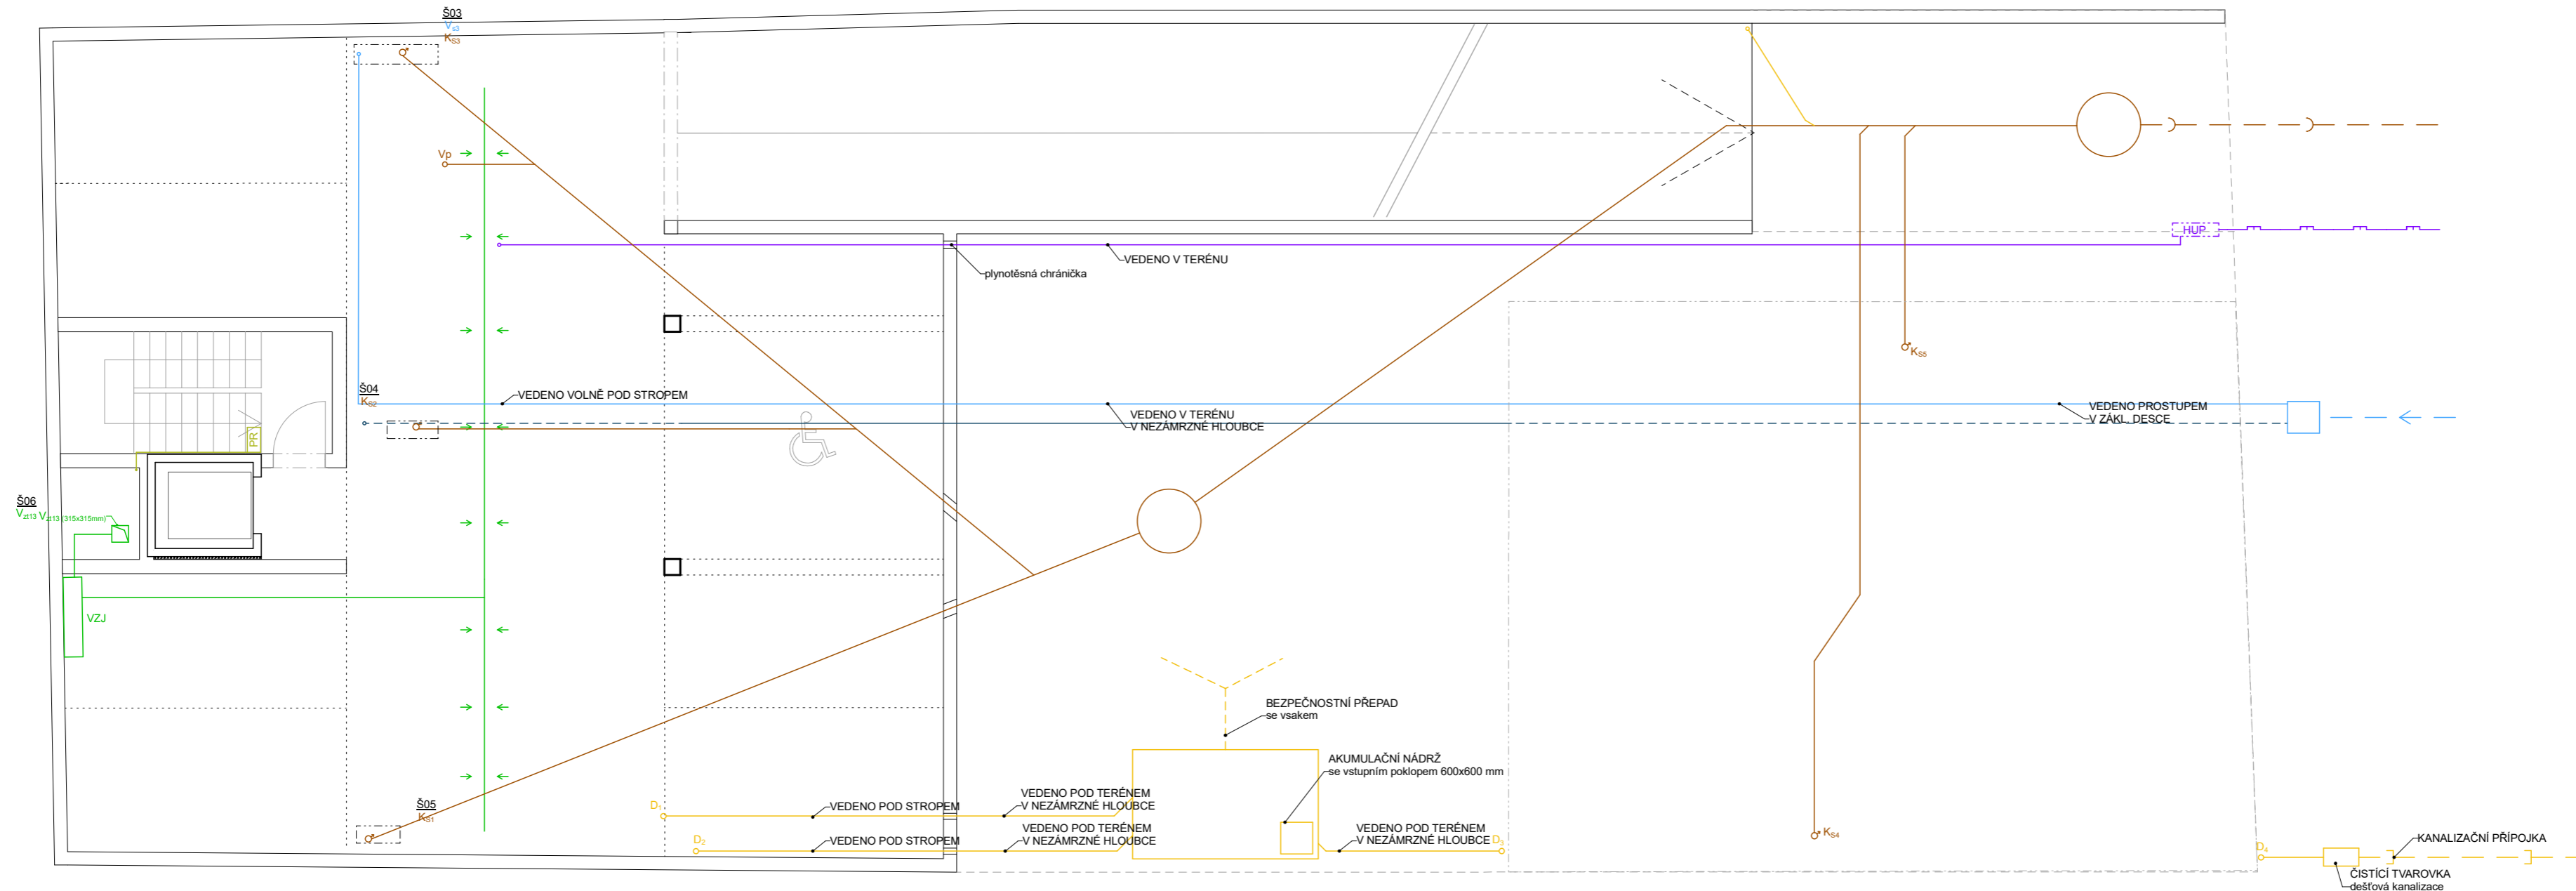 Š03
Vs3
KS3
Vp
HUP
VEDENO V TERÉNU
plynotěsná chránička
KS5
Š04
KS2
VEDENO VOLNĚ POD STROPEM
VEDENO V TERÉNU
V NEZÁMRZNÉ HLOUBCE
VEDENO PROSTUPEM
V ZÁKL. DESCE
PR
Š06
Vzt13
Vzt13 (315x315mm)
VZJ
BEZPEČNOSTNÍ PŘEPAD
se vsakem
AKUMULAČNÍ NÁDRŽ
se vstupním poklopem 600x600 mm
Š05
KS1
D1
VEDENO POD STROPEM
VEDENO POD TERÉNEM
V NEZÁMRZNÉ HLOUBCE
D2
VEDENO POD STROPEM
VEDENO POD TERÉNEM
V NEZÁMRZNÉ HLOUBCE
VEDENO POD TERÉNEM
V NEZÁMRZNÉ HLOUBCE
D3
KS4
D4
KANALIZAČNÍ PŘÍPOJKA
ČISTÍCÍ TVAROVKA
dešťová kanalizace